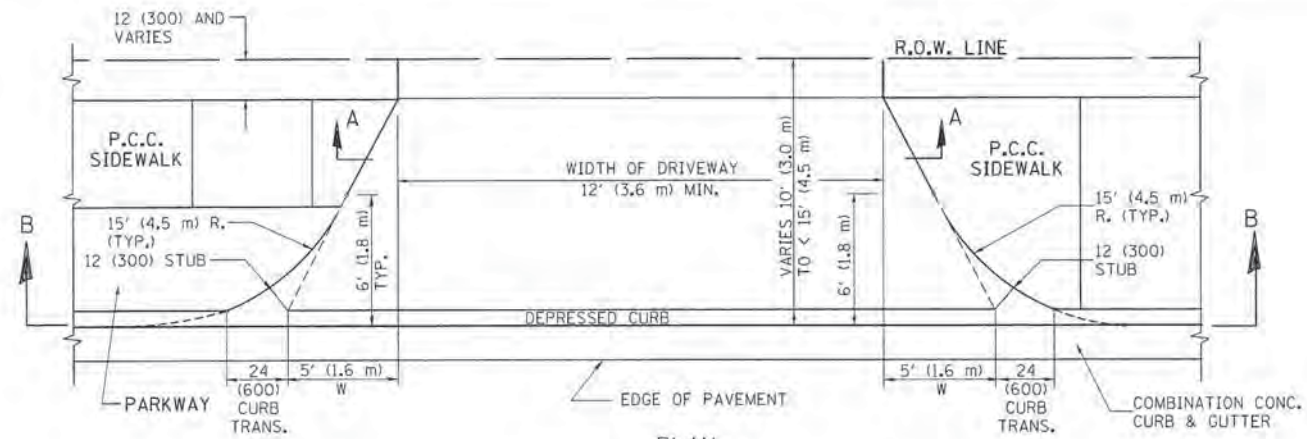 12 (300) AND
VARIES
R.O.W. LINE
A
A
P.C.C.
SIDEWALK
P.C.C.
SIDEWALK
WIDTH OF DRIVEWAY
12' (3.6 m) MIN.
VARIES 10' (3.0 m)
TO < 15' (4.5 m)
15' (4.5 m) R.
(TYP.)
12 (300) STUB
6' (1.8 m)
TYP.
6' (1.8 m)
15' (4.5 m)
R. (TYP.)
12 (300)
STUB
B
B
DEPRESSED CURB
24
(600)
CURB
TRANS.
5' (1.6 m)
W
5' (1.6 m)
W
24
(600)
CURB
TRANS.
PARKWAY
EDGE OF PAVEMENT
COMBINATION CONC.
CURB & GUTTER